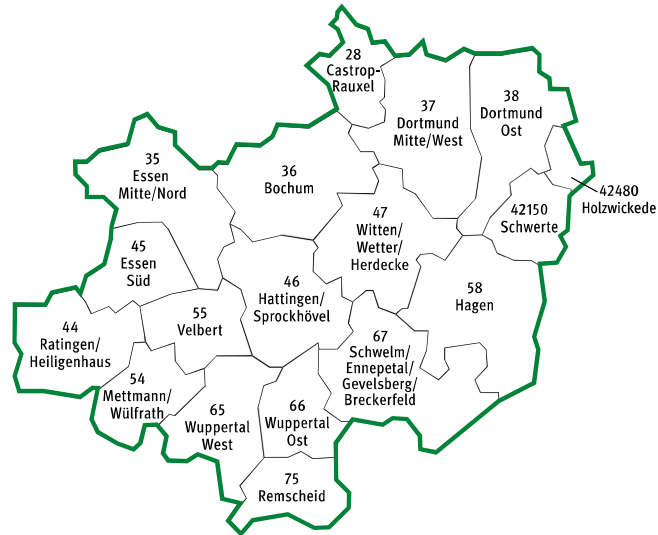 28
Castrop-
Rauxel
37
Dortmund
Mitte/West
38
Dortmund
Ost
35
Essen
Mitte/Nord
36
Bochum
42480
Holzwickede
47
Witten/
Wetter/
Herdecke
42150
Schwerte
45
Essen
Süd
46
Hattingen/
Sprockhövel
58
Hagen
55
Velbert
44
Ratingen/
Heiligenhaus
67
Schwelm/
Ennepetal/
Gevelsberg/
Breckerfeld
54
Mettmann/
Wülfrath
65
Wuppertal
West
66
Wuppertal
Ost
75
Remscheid